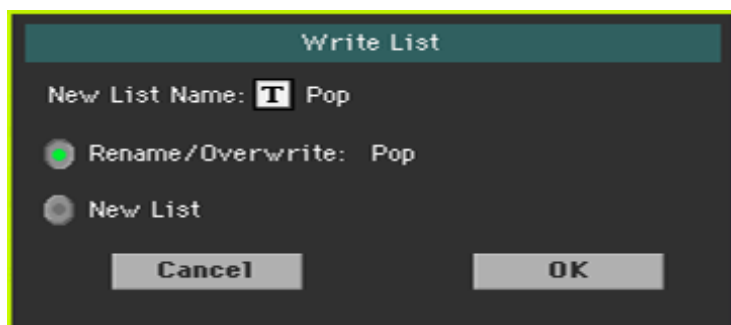 Write List
New List Name: T Pop
Rename/Overwrite: Pop
New List
Cancel OK